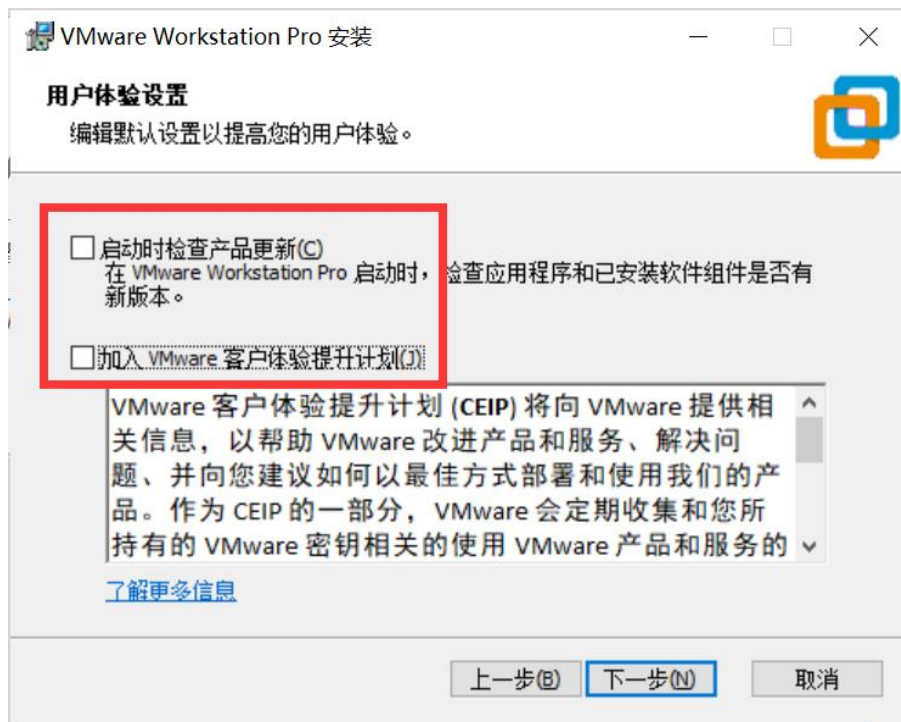 VMware Workstation Pro 安装
用户体验设置
编辑默认设置以提高您的用户体验。
启动时检查产品更新(C)
在 VMware Workstation Pro 启动时，检查应用程序和已安装软件组件是否有
新版本。
加入 VMware 客户体验提升计划(J)
VMware 客户体验提升计划 (CEIP) 将向 VMware 提供相
关信息，以帮助 VMware 改进产品和服务、解决问
题、并向您建议如何以最佳方式部署和使用我们的产
品。作为 CEIP 的一部分，VMware 会定期收集和您所
持有的 VMware 密钥相关的使用 VMware 产品和服务的
了解更多信息
上一步(B) 下一步(N) 取消